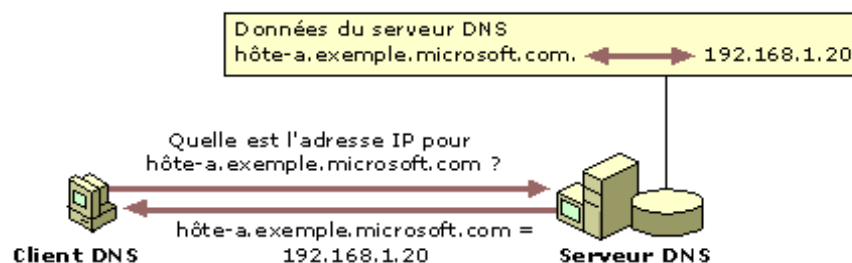 Données du serveur DNS
hôte-a.exemple.microsoft.com. 192.168.1.20
Quelle est l'adresse IP pour
hôte-a.exemple.microsoft.com ?
hôte-a.exemple.microsoft.com =
192.168.1.20
Client DNS
Serveur DNS